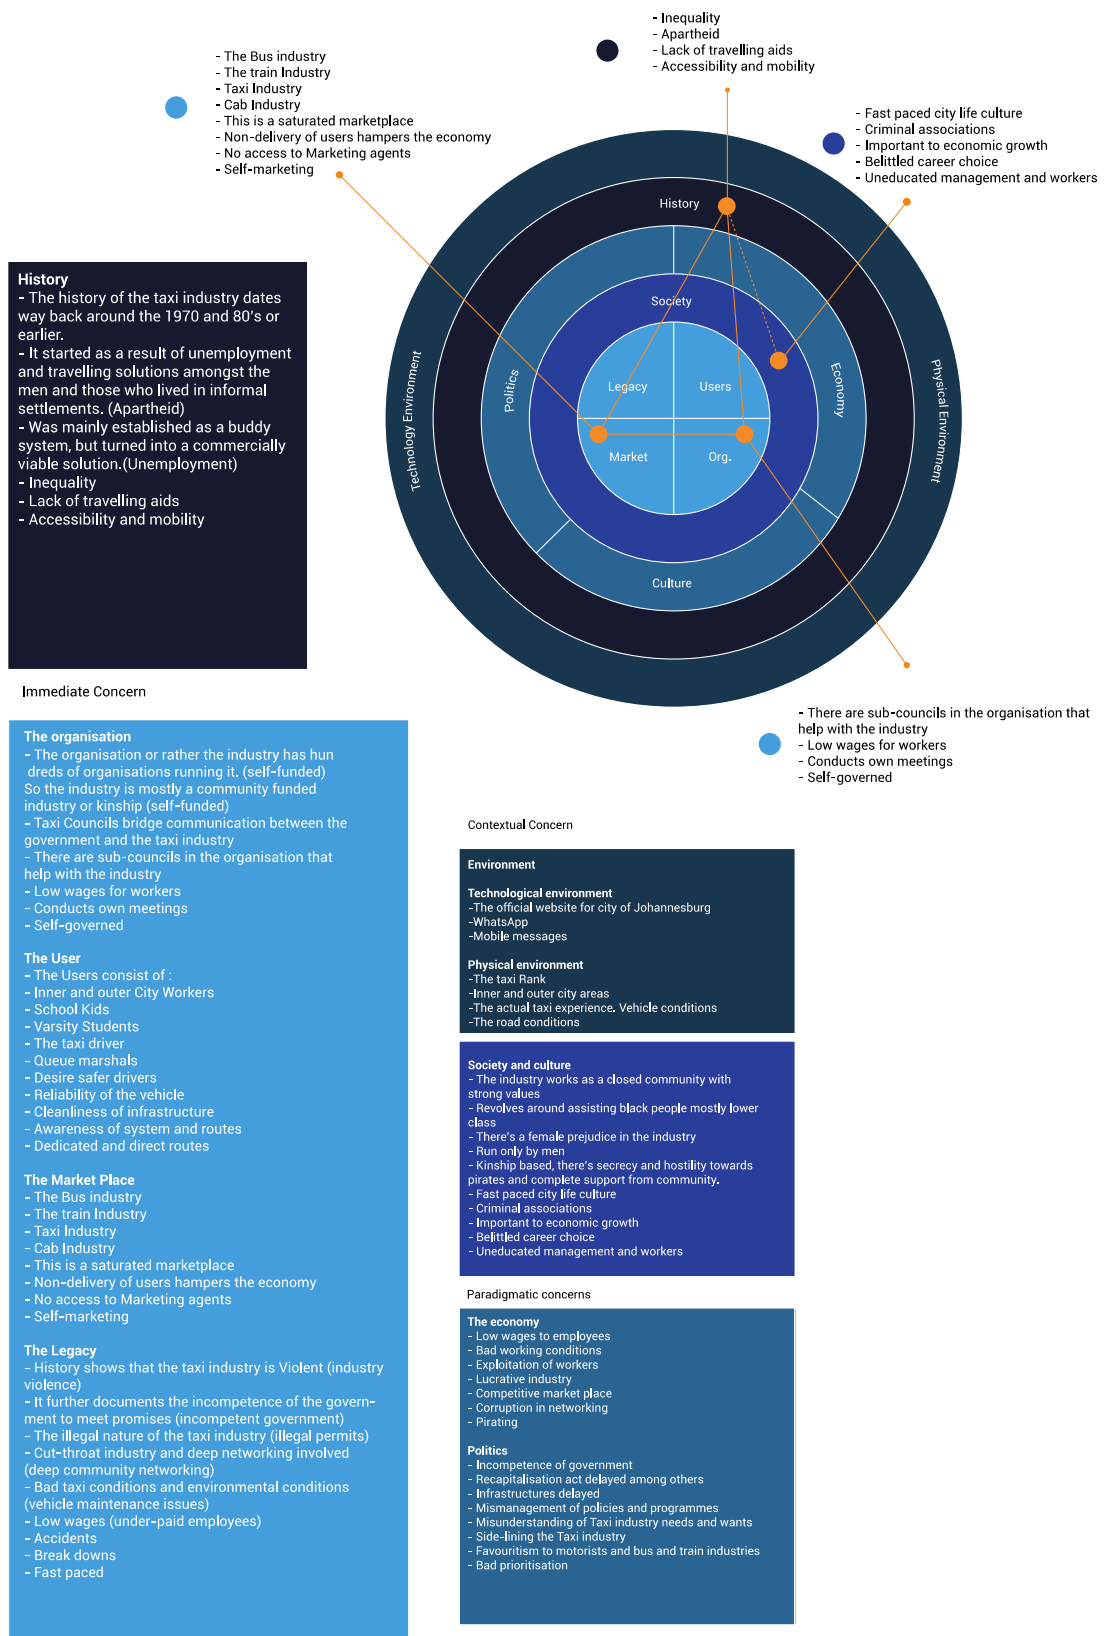 - Inequality
- Apartheid
- Lack of travelling aids
- Accessibility and mobility
- The Bus industry
- The train Industry
- Taxi Industry
- Cab Industry
- This is a saturated marketplace
- Non-delivery of users hampers the economy
- No access to Marketing agents
- Self-marketing
- Fast paced city life culture
- Criminal associations
- Important to economic growth
- Belittled career choice
- Uneducated management and workers
History
Society
Legacy
Users
Market
Org.
Politics
Economy
Culture
Technology Environment
Physical Environment
History
- The history of the taxi industry dates
way back around the 1970 and 80's or
earlier.
- It started as a result of unemployment
and travelling solutions amongst the
men and those who lived in informal
settlements. (Apartheid)
- Was mainly established as a buddy
system, but turned into a commercially
viable solution.(Unemployment)
- Inequality
- Lack of travelling aids
- Accessibility and mobility
- There are sub-councils in the organisation that
help with the industry
- Low wages for workers
- Conducts own meetings
- Self-governed
Immediate Concern
The organisation
- The organisation or rather the industry has hun
dreds of organisations running it. (self-funded)
So the industry is mostly a community funded
industry or kinship (self-funded)
- Taxi Councils bridge communication between the
government and the taxi industry
- There are sub-councils in the organisation that
help with the industry
- Low wages for workers
- Conducts own meetings
- Self-governed
The User
- The Users consist of :
- Inner and outer City Workers
- School Kids
- Varsity Students
- The taxi driver
- Queue marshals
- Desire safer drivers
- Reliability of the vehicle
- Cleanliness of infrastructure
- Awareness of system and routes
- Dedicated and direct routes
The Market Place
- The Bus industry
- The train Industry
- Taxi Industry
- Cab Industry
- This is a saturated marketplace
- Non-delivery of users hampers the economy
- No access to Marketing agents
- Self-marketing
The Legacy
- History shows that the taxi industry is Violent (industry
violence)
- It further documents the incompetence of the govern-
ment to meet promises (incompetent government)
- The illegal nature of the taxi industry (illegal permits)
- Cut-throat industry and deep networking involved
(deep community networking)
- Bad taxi conditions and environmental conditions
(vehicle maintenance issues)
- Low wages (under-paid employees)
- Accidents
- Break downs
- Fast paced
Contextual Concern
Environment
Technological environment
-The official website for city of Johannesburg
-WhatsApp
-Mobile messages
Physical environment
-The taxi Rank
-Inner and outer city areas
-The actual taxi experience. Vehicle conditions
-The road conditions
Society and culture
- The industry works as a closed community with
strong values
- Revolves around assisting black people mostly lower
class
- There's a female prejudice in the industry
- Run only by men
- Kinship based, there's secrecy and hostility towards
pirates and complete support from community.
- Fast paced city life culture
- Criminal associations
- Important to economic growth
- Belittled career choice
- Uneducated management and workers
Paradigmatic concerns
The economy
- Low wages to employees
- Bad working conditions
- Exploitation of workers
- Lucrative industry
- Competitive market place
- Corruption in networking
- Pirating
Politics
- Incompetence of government
- Recapitalisation act delayed among others
- Infrastructures delayed
- Mismanagement of policies and programmes
- Misunderstanding of Taxi industry needs and wants
- Side-lining the Taxi industry
- Favouritism to motorists and bus and train industries
- Bad prioritisation